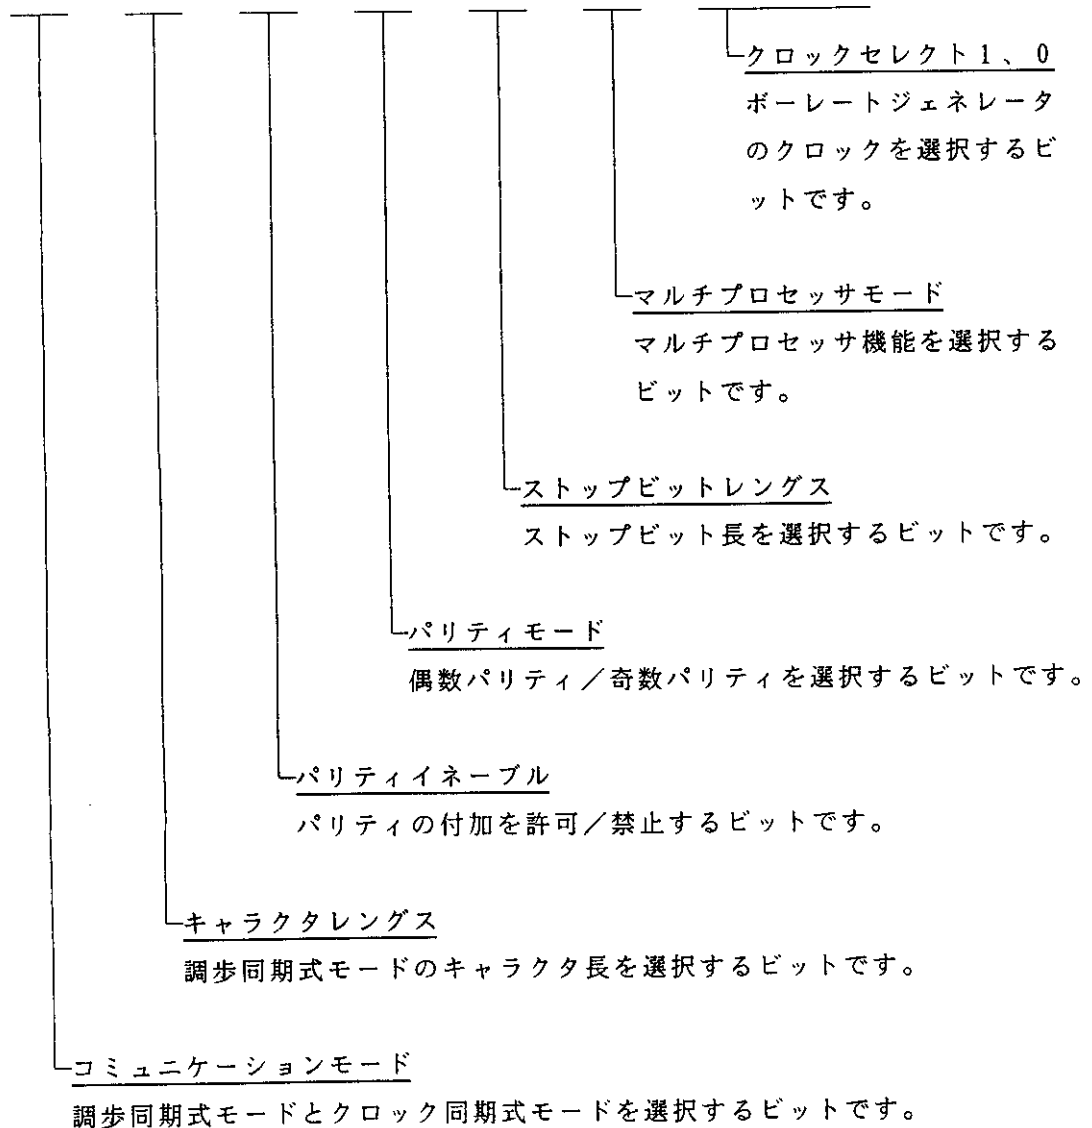 クロックセレクト1、0
ボーレートジェネレータ
のクロックを選択するビ
ットです。
マルチプロセッサモード
マルチプロセッサ機能を選択する
ビットです。
ストップビットレングス
ストップビット長を選択するビットです。
パリティモード
偶数パリティ/奇数パリティを選択するビットです。
パリティイネーブル
パリティの付加を許可/禁止するビットです。
キャラクタレングス
調歩同期式モードのキャラクタ長を選択するビットです。
コミュニケーションモード
調歩同期式モードとクロック同期式モードを選択するビットです。